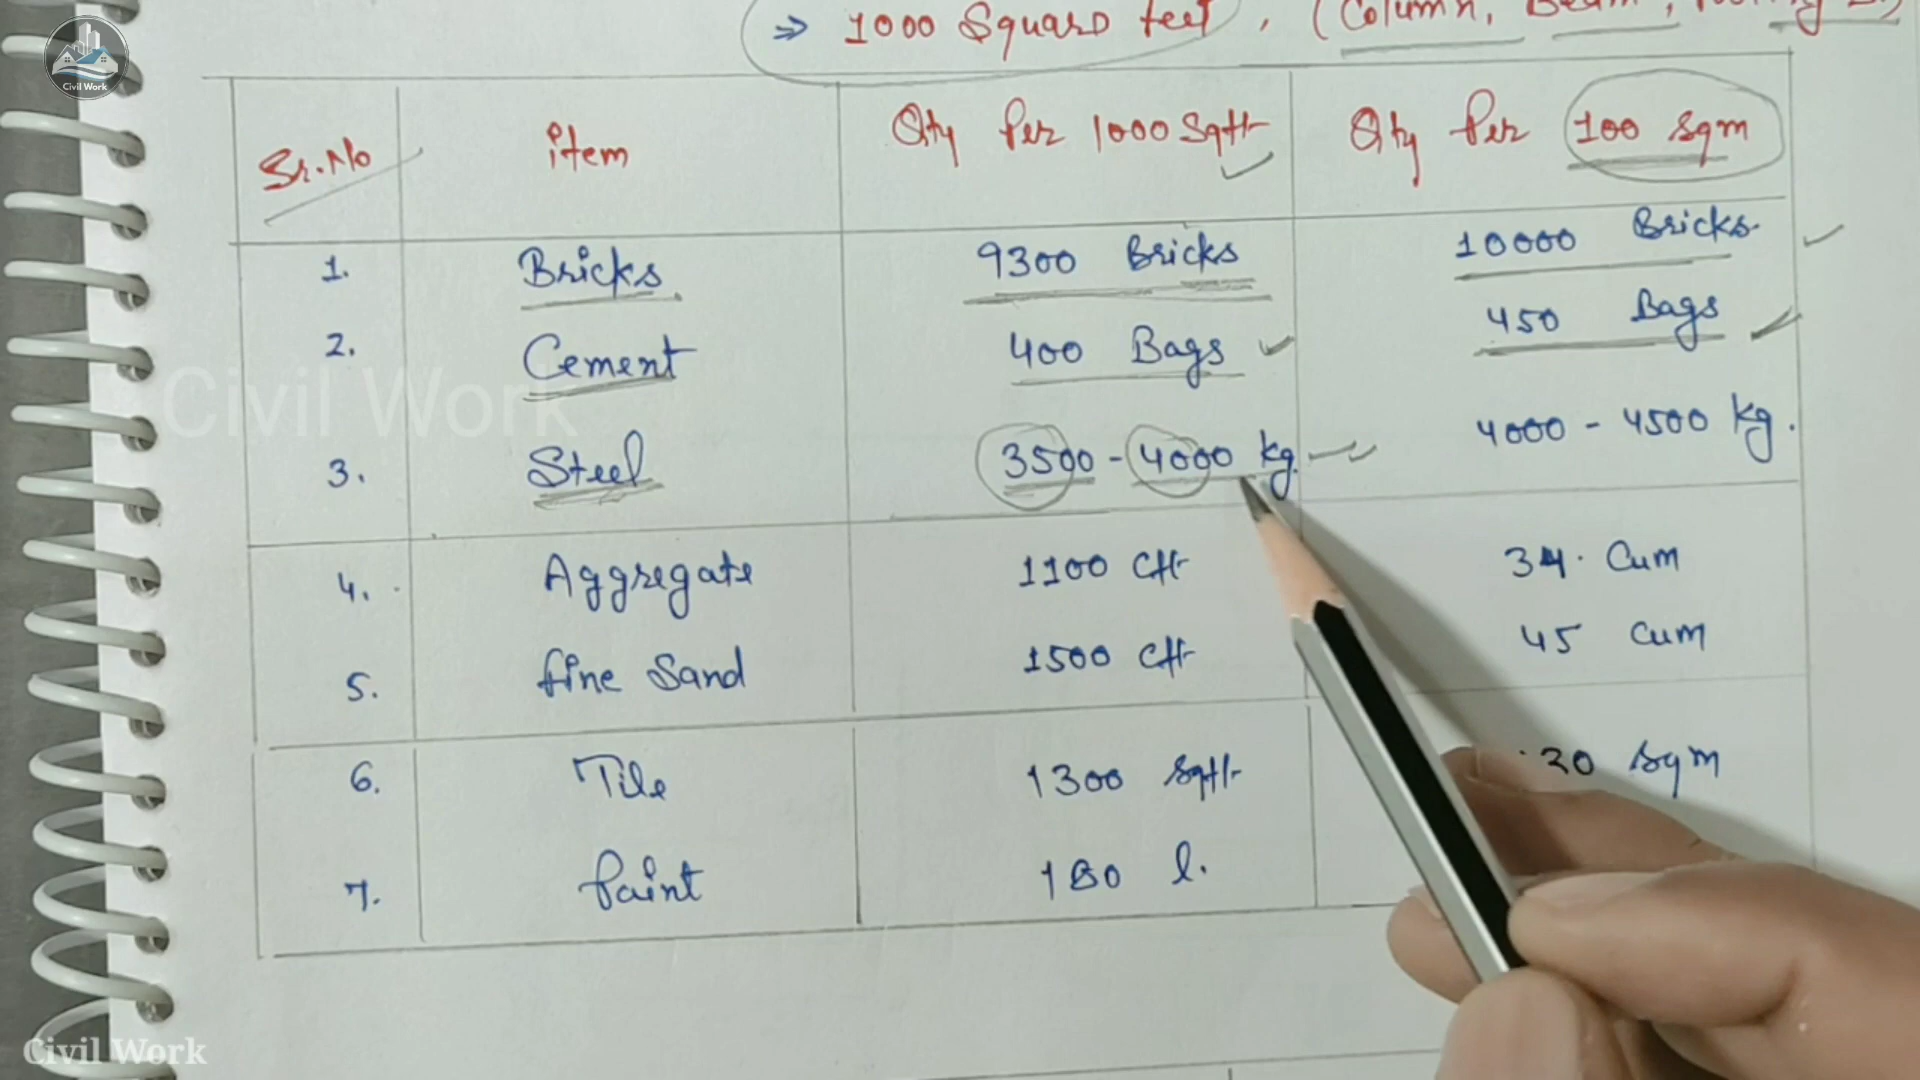 ⇒ 1000 Square feet, (Column, Beam,
Civil Work
Sr.No item Qty Per 1000 Sqft Qty Per 100 Sqm
1. Bricks 9300 Bricks 10000 Bricks.
2. Cement 400 Bags 450 Bags
Civil Work
3. Steel 3500 - 4000 kg. 4000 - 4500 kg.
4. Aggregate 1100 Cft 34. Cum
5. fine Sand 1500 Cft 45 Cum
6. Tile 1300 Sqft 30 Sqm
7. Paint 180 l.
Civil Work